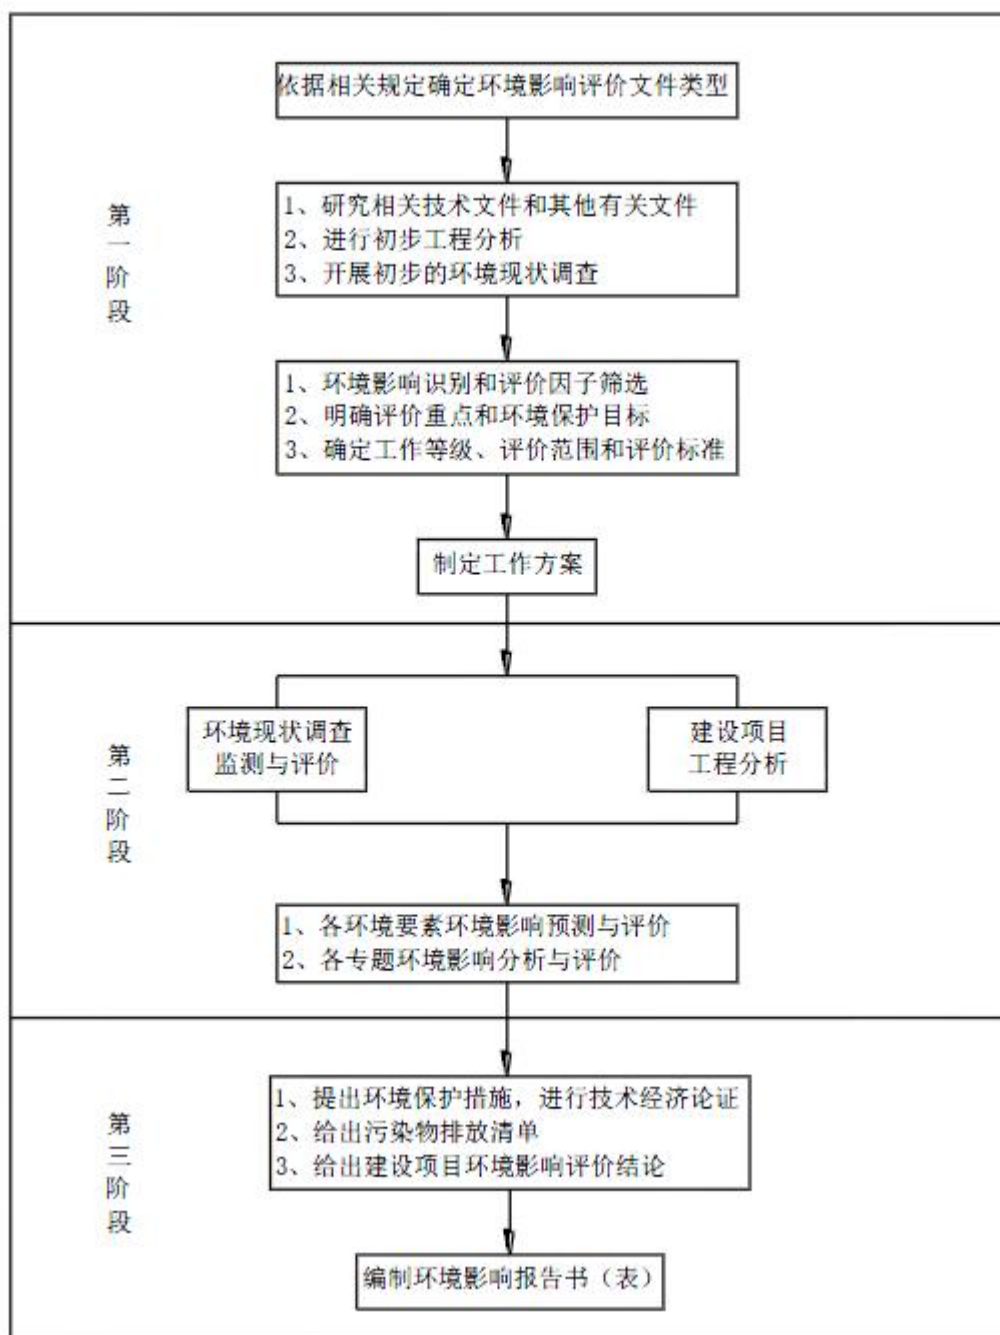 依据相关规定确定环境影响评价文件类型
第一阶段
1、研究相关技术文件和其他有关文件
2、进行初步工程分析
3、开展初步的环境现状调查
1、环境影响识别和评价因子筛选
2、明确评价重点和环境保护目标
3、确定工作等级、评价范围和评价标准
制定工作方案
第二阶段
环境现状调查
监测与评价
建设项目
工程分析
1、各环境要素环境影响预测与评价
2、各专题环境影响分析与评价
第三阶段
1、提出环境保护措施，进行技术经济论证
2、给出污染物排放清单
3、给出建设项目环境影响评价结论
编制环境影响报告书（表）